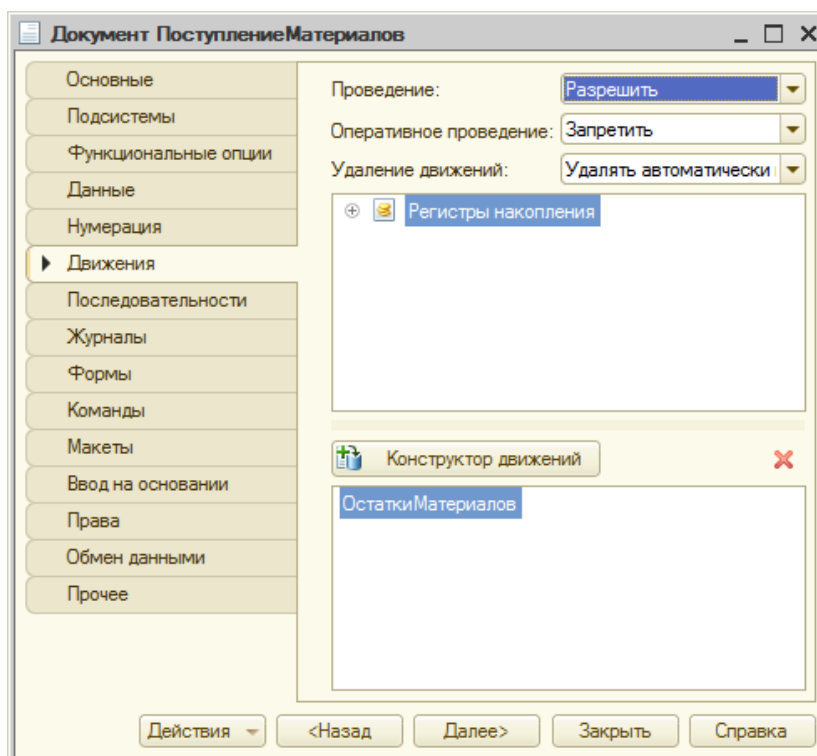 Документ ПоступлениеМатериалов
Основные
Подсистемы
Функциональные опции
Данные
Нумерация
Движения
Последовательности
Журналы
Формы
Команды
Макеты
Ввод на основании
Права
Обмен данными
Прочее
Проведение: Разрешить
Оперативное проведение: Запретить
Удаление движений: Удалять автоматически
Регистры накопления
Конструктор движений
ОстаткиМатериалов
Действия <Назад Далее> Закрыть Справка